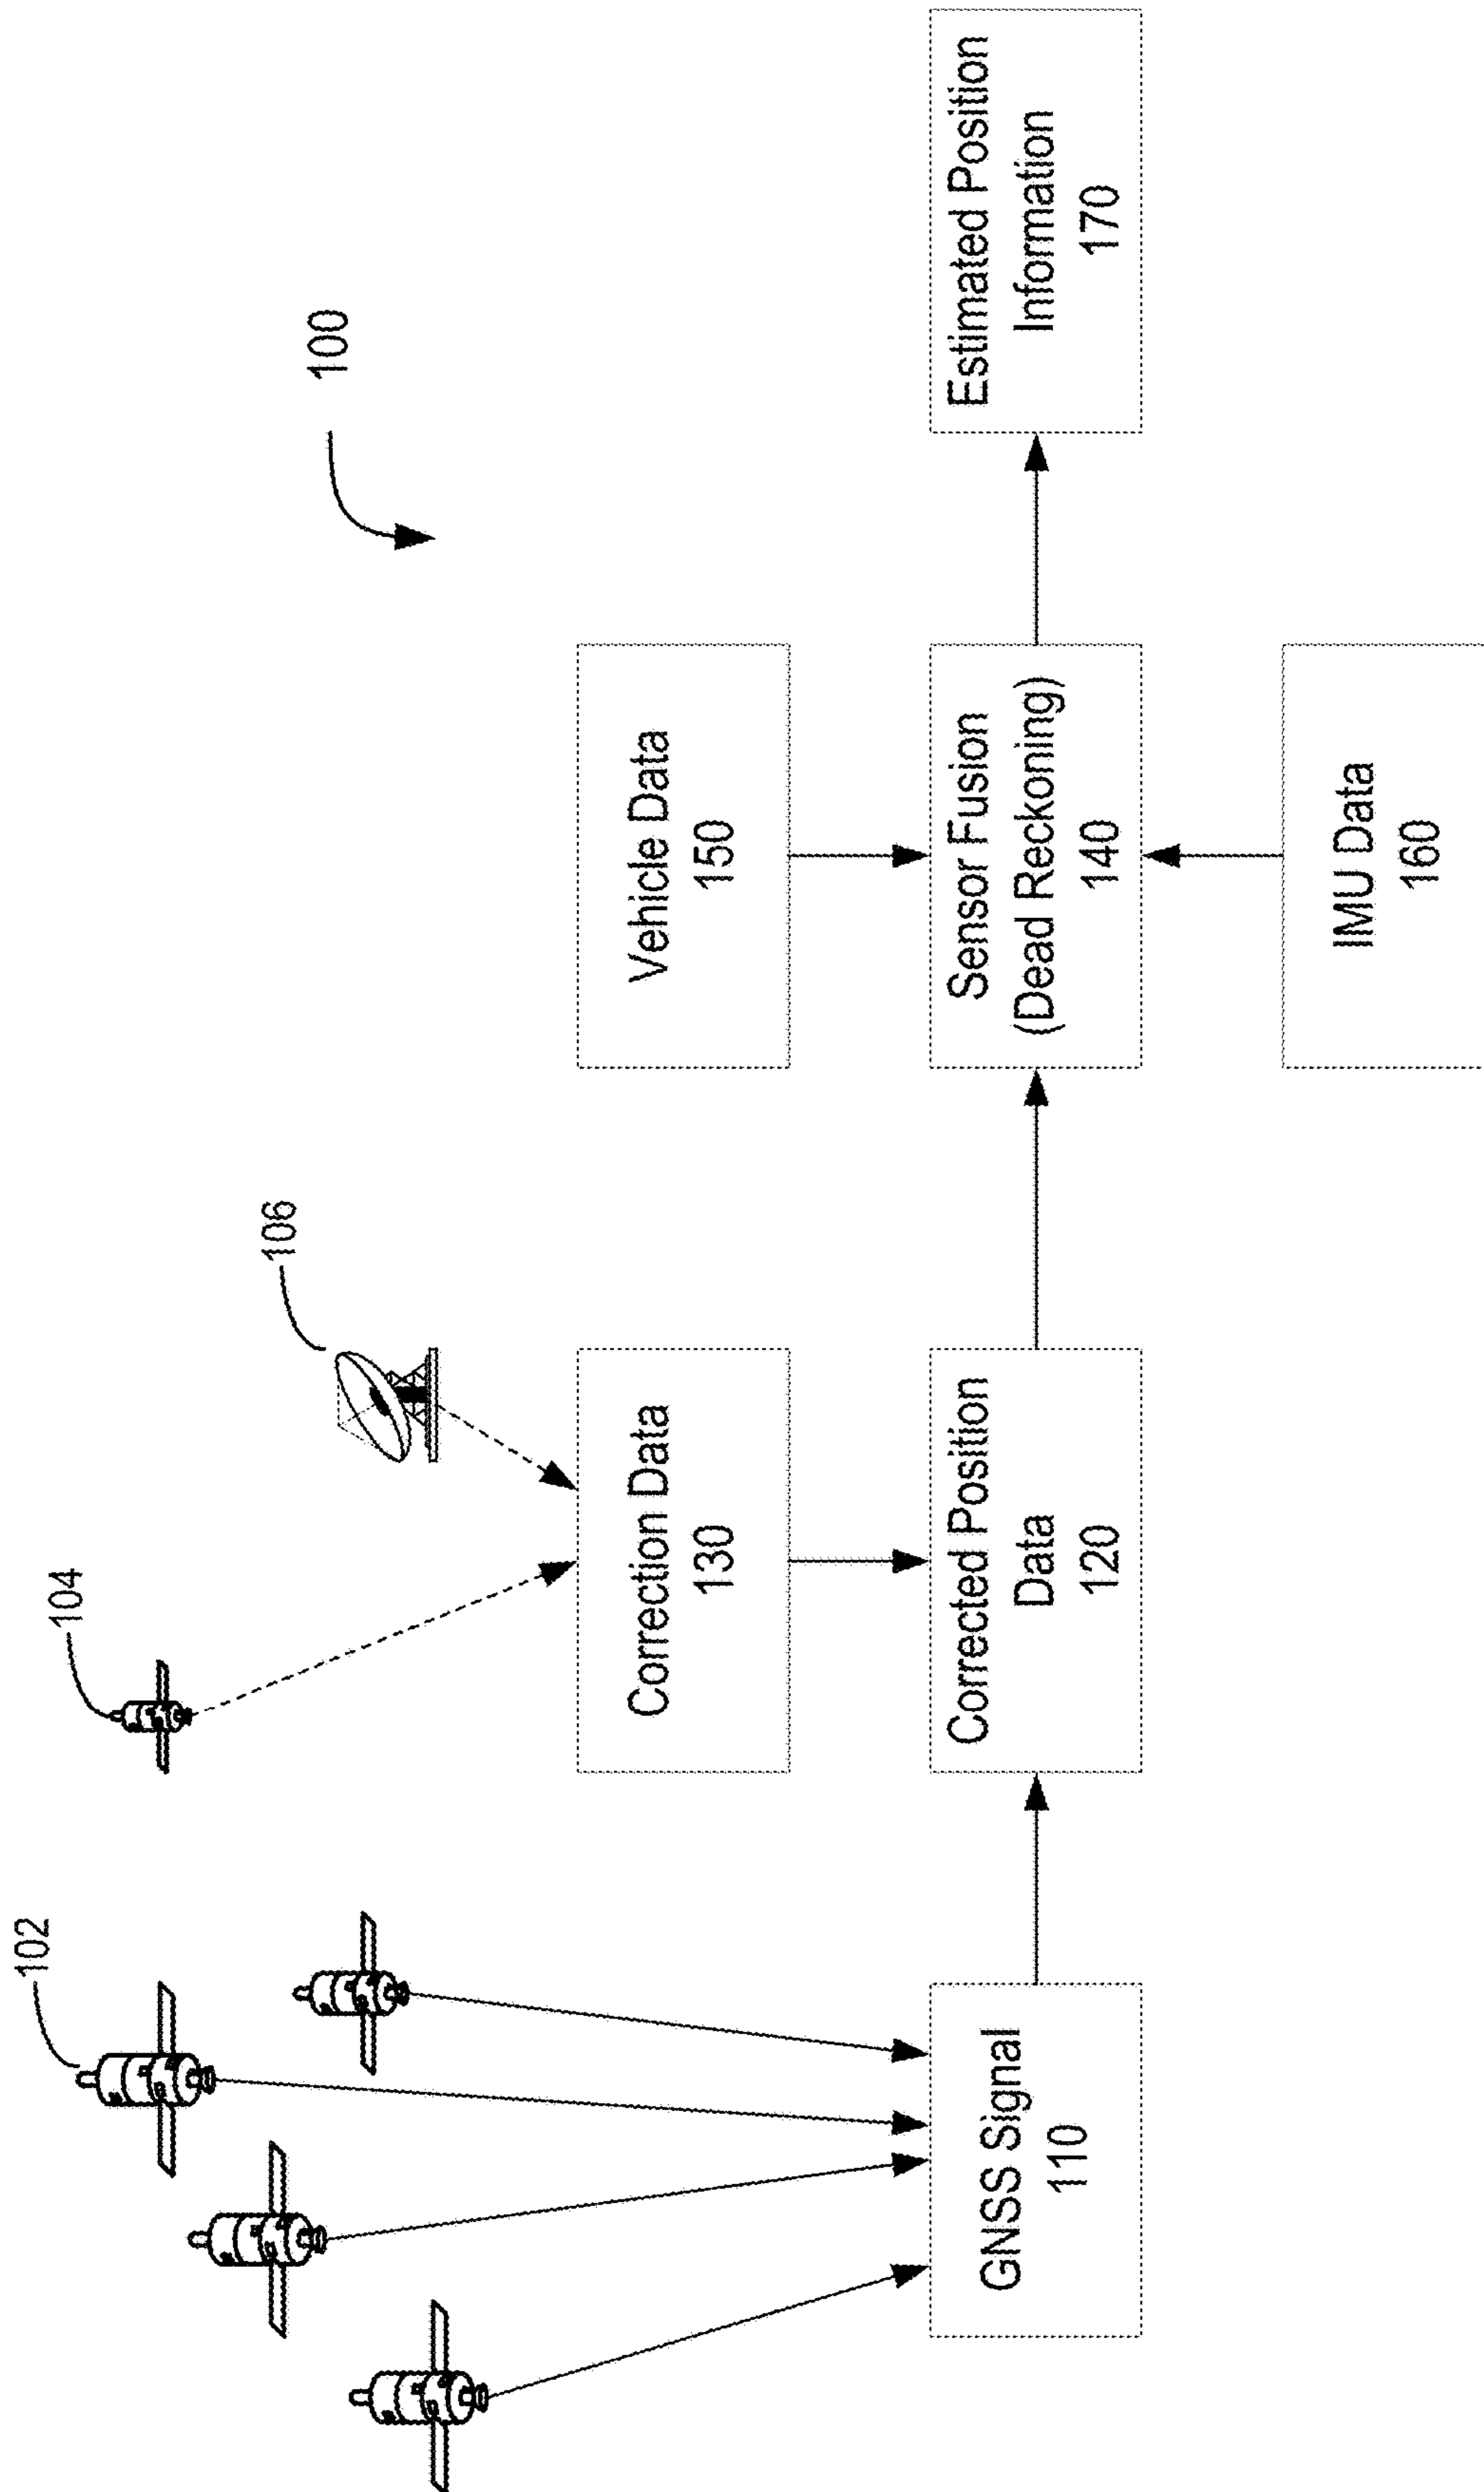 100
102
104
106
GNSS Signal
110
Correction Data
130
Corrected Position
Data
120
Vehicle Data
150
Sensor Fusion
(Dead Reckoning)
140
IMU Data
160
Estimated Position
Information
170